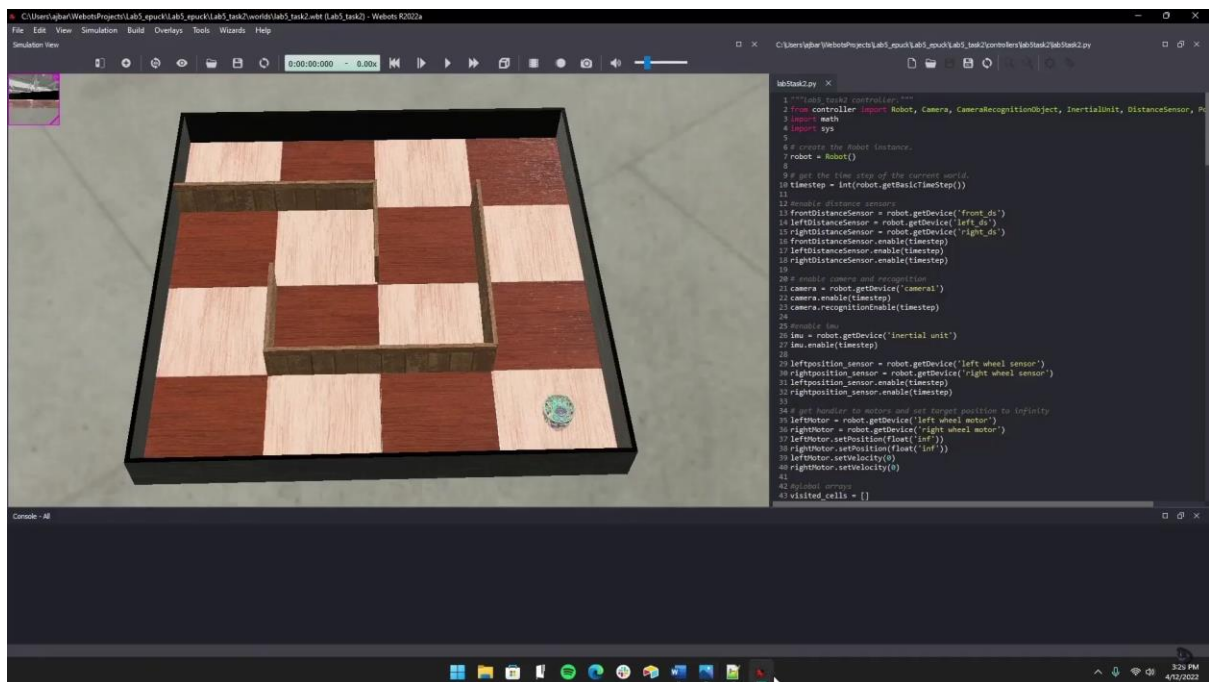 C:\Users\ajbar\WebotsProjects\Lab5_epuck\Lab5_epuck\Lab5_task2\worlds\lab5_task2.wbt (Lab5_task2) - Webots R2022a
File Edit View Simulation Build Overlays Tools Wizards Help
Simulation View
C:\Users\ajbar\WebotsProjects\Lab5_epuck\Lab5_epuck\Lab5_task2\controllers\lab5task2\lab5task2.py
0:00:00:000 - 0.00x
lab5task2.py
1 """lab5_task2 controller."""
2 from controller import Robot, Camera, CameraRecognitionObject, InertialUnit, DistanceSensor, Po
3 import math
4 import sys
5
6 # create the Robot instance.
7 robot = Robot()
8
9 # get the time step of the current world.
10 timestep = int(robot.getBasicTimeStep())
11
12 #enable distance sensors
13 frontDistanceSensor = robot.getDevice('front_ds')
14 leftDistanceSensor = robot.getDevice('left_ds')
15 rightDistanceSensor = robot.getDevice('right_ds')
16 frontDistanceSensor.enable(timestep)
17 leftDistanceSensor.enable(timestep)
18 rightDistanceSensor.enable(timestep)
19
20 # enable camera and recognition
21 camera = robot.getDevice('camera1')
22 camera.enable(timestep)
23 camera.recognitionEnable(timestep)
24
25 #enable imu
26 imu = robot.getDevice('inertial unit')
27 imu.enable(timestep)
28
29 leftposition_sensor = robot.getDevice('left wheel sensor')
30 rightposition_sensor = robot.getDevice('right wheel sensor')
31 leftposition_sensor.enable(timestep)
32 rightposition_sensor.enable(timestep)
33
34 # get handler to motors and set target position to infinity
35 leftMotor = robot.getDevice('left wheel motor')
36 rightMotor = robot.getDevice('right wheel motor')
37 leftMotor.setPosition(float('inf'))
38 rightMotor.setPosition(float('inf'))
39 leftMotor.setVelocity(0)
40 rightMotor.setVelocity(0)
41
42 #global arrays
43 visited_cells = []
Console - All
3:25 PM
4/12/2022